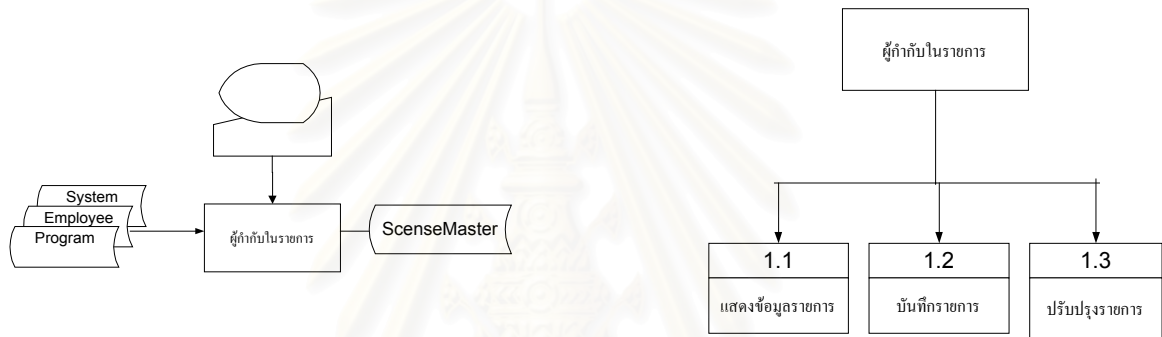 System
Employee
Program
ผู้กำกับในรายการ
ScenseMaster
ผู้กำกับในรายการ
1.1
แสดงข้อมูลรายการ
1.2
บันทึกรายการ
1.3
ปรับปรุงรายการ